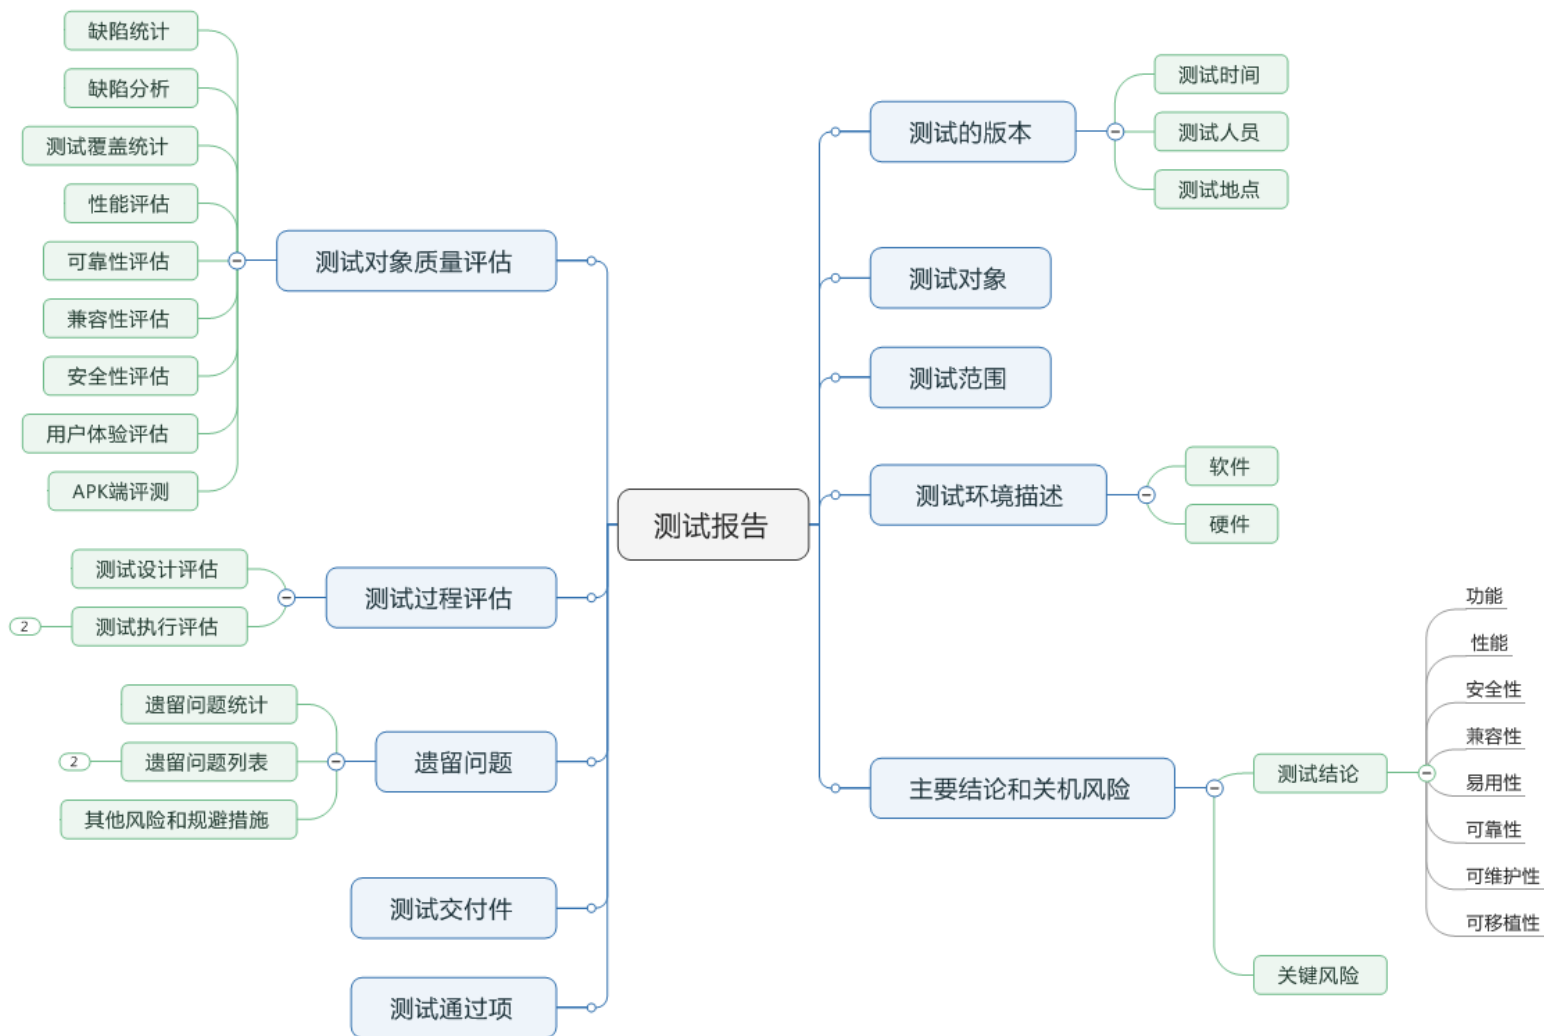 测试报告
测试的版本
测试时间
测试人员
测试地点
测试对象
测试范围
测试环境描述
软件
硬件
主要结论和关机风险
测试结论
功能
性能
安全性
兼容性
易用性
可靠性
可维护性
可移植性
关键风险
测试对象质量评估
缺陷统计
缺陷分析
测试覆盖统计
性能评估
可靠性评估
兼容性评估
安全性评估
用户体验评估
APK端评测
测试过程评估
测试设计评估
测试执行评估
2
遗留问题
遗留问题统计
遗留问题列表
2
其他风险和规避措施
测试交付件
测试通过项